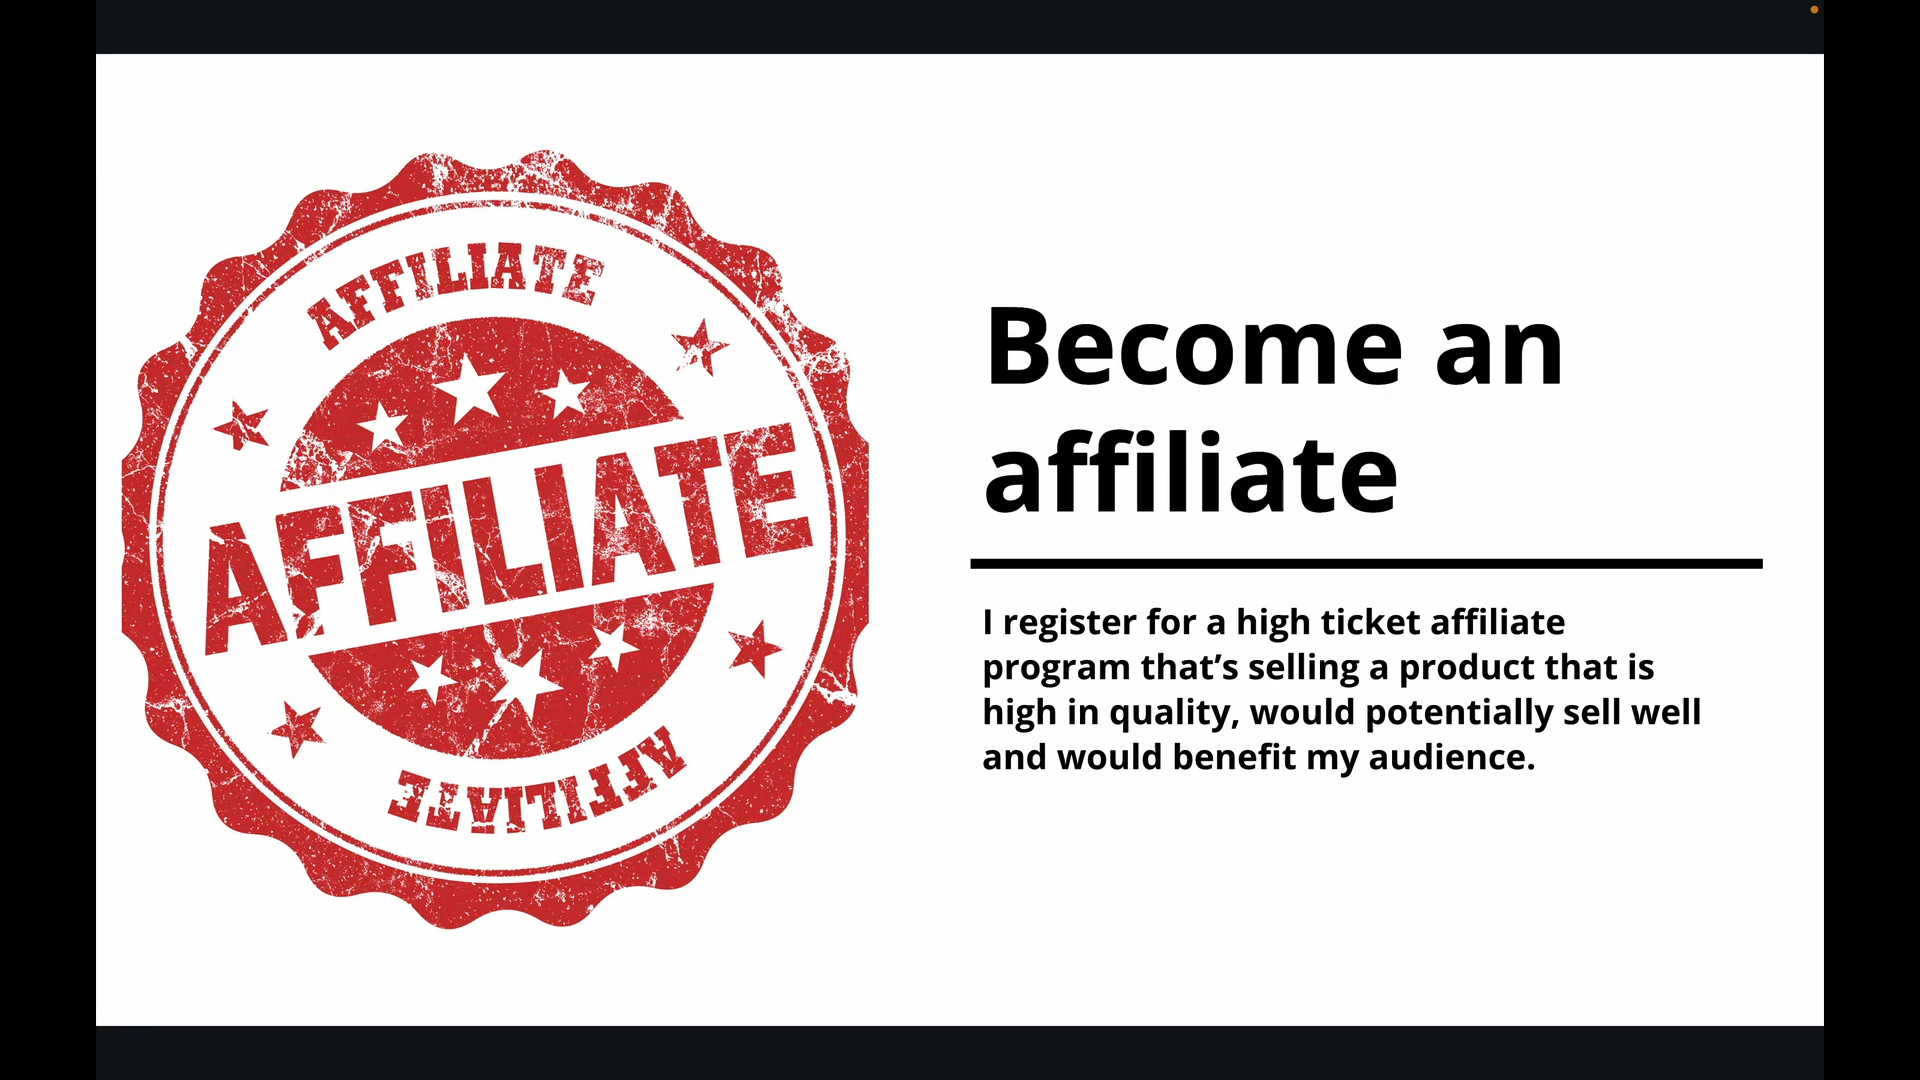 AFFILIATE
AFFILIATE
AFFILIATE
Become an
affiliate
I register for a high ticket affiliate
program that’s selling a product that is
high in quality, would potentially sell well
and would benefit my audience.